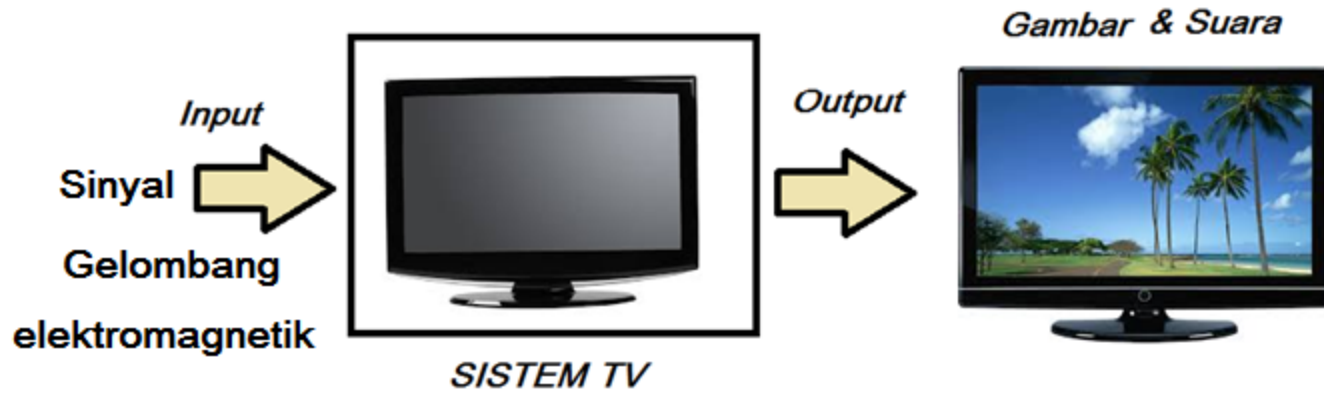 Gambar & Suara
Input
Output
Sinyal
Gelombang
elektromagnetik
SISTEM TV